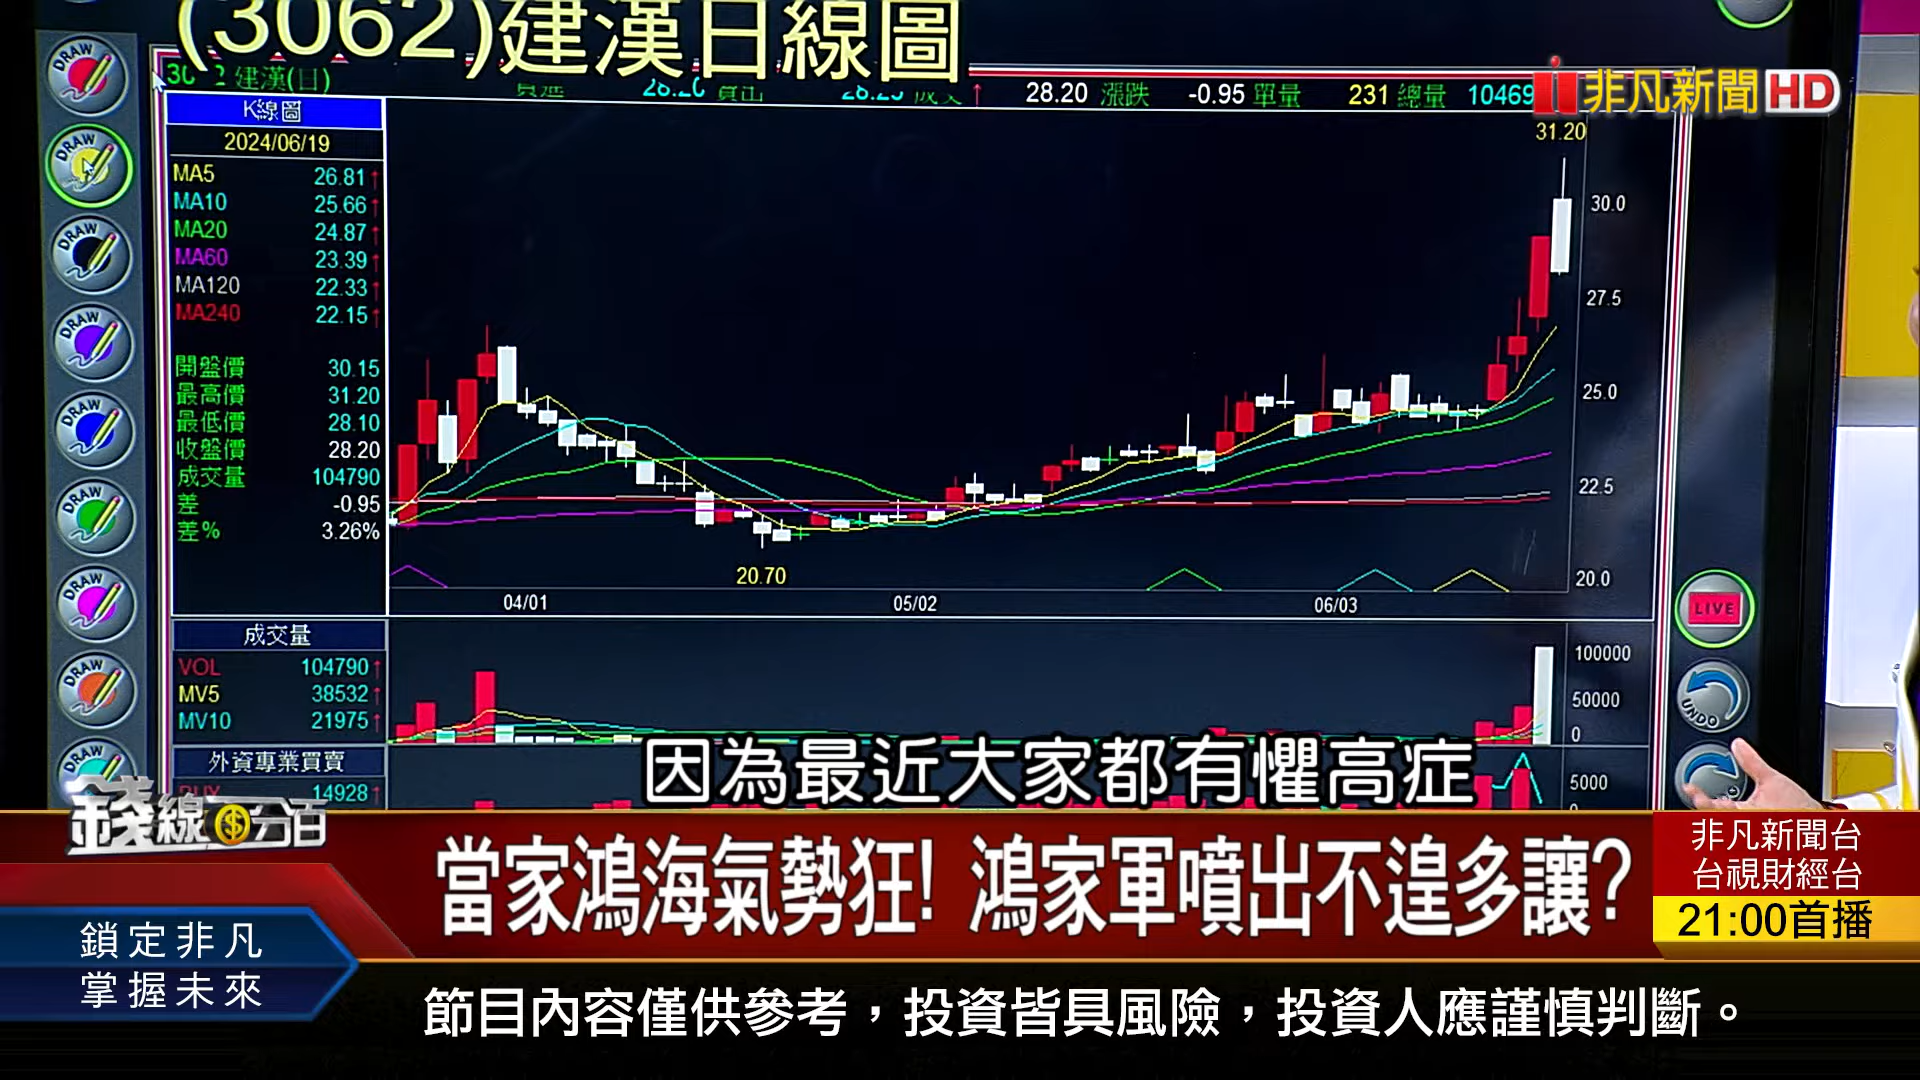 (3062)建漢日線圖
建漢(日)
28.20 漲跌 -0.95 單量 231 總量 10469
非凡新聞HD
K線圖
2024/06/19
MA5 26.81↑
MA10 25.66↑
MA20 24.87↑
MA60 23.39↑
MA120 22.33↑
MA240 22.15↑
開盤價 30.15
最高價 31.20
最低價 28.10
收盤價 28.20
成交量 104790
差 -0.95
差% 3.26%
31.20
30.0
27.5
25.0
22.5
20.0
20.70
04/01 05/02 06/03
成交量
VOL 104790↑
MV5 38532↑
MV10 21975↑
100000
50000
0
外資專業買賣
14928↑
5000
DRAW
DRAW
DRAW
DRAW
DRAW
DRAW
DRAW
DRAW
DRAW
LIVE
UNDO
因為最近大家都有懼高症
錢線百分百
當家鴻海氣勢狂! 鴻家軍噴出不遑多讓?
非凡新聞台
台視財經台
21:00首播
鎖定非凡
掌握未來
節目內容僅供參考，投資皆具風險，投資人應謹慎判斷。